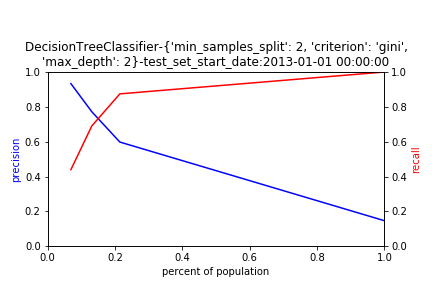 DecisionTreeClassifier-{'min_samples_split': 2, 'criterion': 'gini',
'max_depth': 2}-test_set_start_date:2013-01-01 00:00:00
1.0
0.8
0.6
0.4
0.2
0.0
precision
1.0
0.8
0.6
0.4
0.2
0.0
recall
0.0 0.2 0.4 0.6 0.8 1.0
percent of population